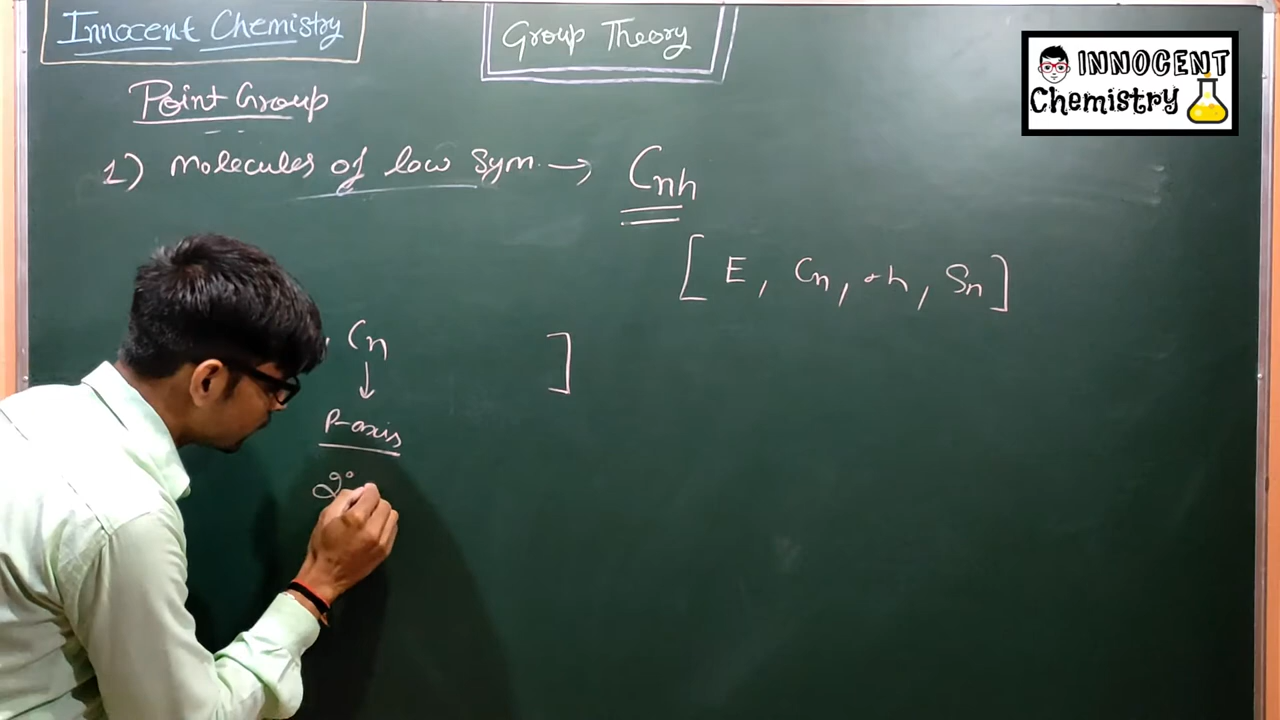 Innocent Chemistry
Group Theory
INNOCENT
Chemistry
Point Group
1) Molecules of low sym. → Cnh
[ E, Cn, σh, Sn ]
, Cn ]
↓
P-axis
2°